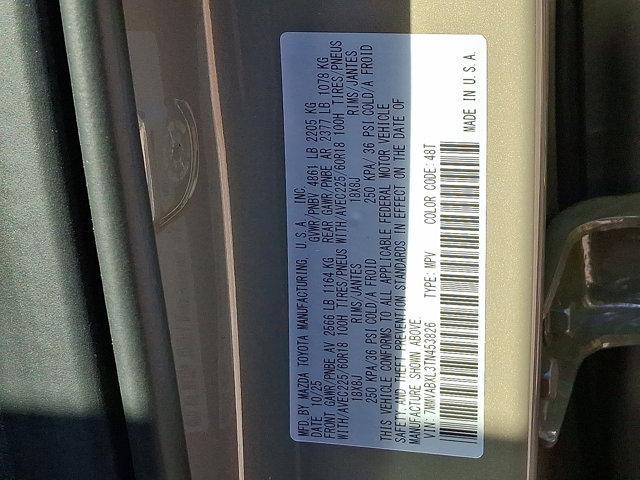 MFD. BY MAZDA TOYOTA MANUFACTURING, U.S.A., INC.
DATE 10/25 GVWR/PNBV 4861 LB 2205 KG
FRONT GAWR/PNBE AV 2566 LB 1164 KG REAR GAWR/PNBE AR 2377 LB 1078 KG
WITH/AVEC225/60R18 100H TIRES/PNEUS WITH/AVEC225/60R18 100H TIRES/PNEUS
18X8J RIMS/JANTES 18X8J RIMS/JANTES
250 KPA/36 PSI COLD/A FROID 250 KPA/ 36 PSI COLD/A FROID
THIS VEHICLE CONFORMS TO ALL APPLICABLE FEDERAL MOTOR VEHICLE
SAFETY AND THEFT PREVENTION STANDARDS IN EFFECT ON THE DATE OF
MANUFACTURE SHOWN ABOVE.
VIN: 7MMVABXL3TN453826 TYPE: MPV COLOR CODE: 48T
MADE IN U.S.A.